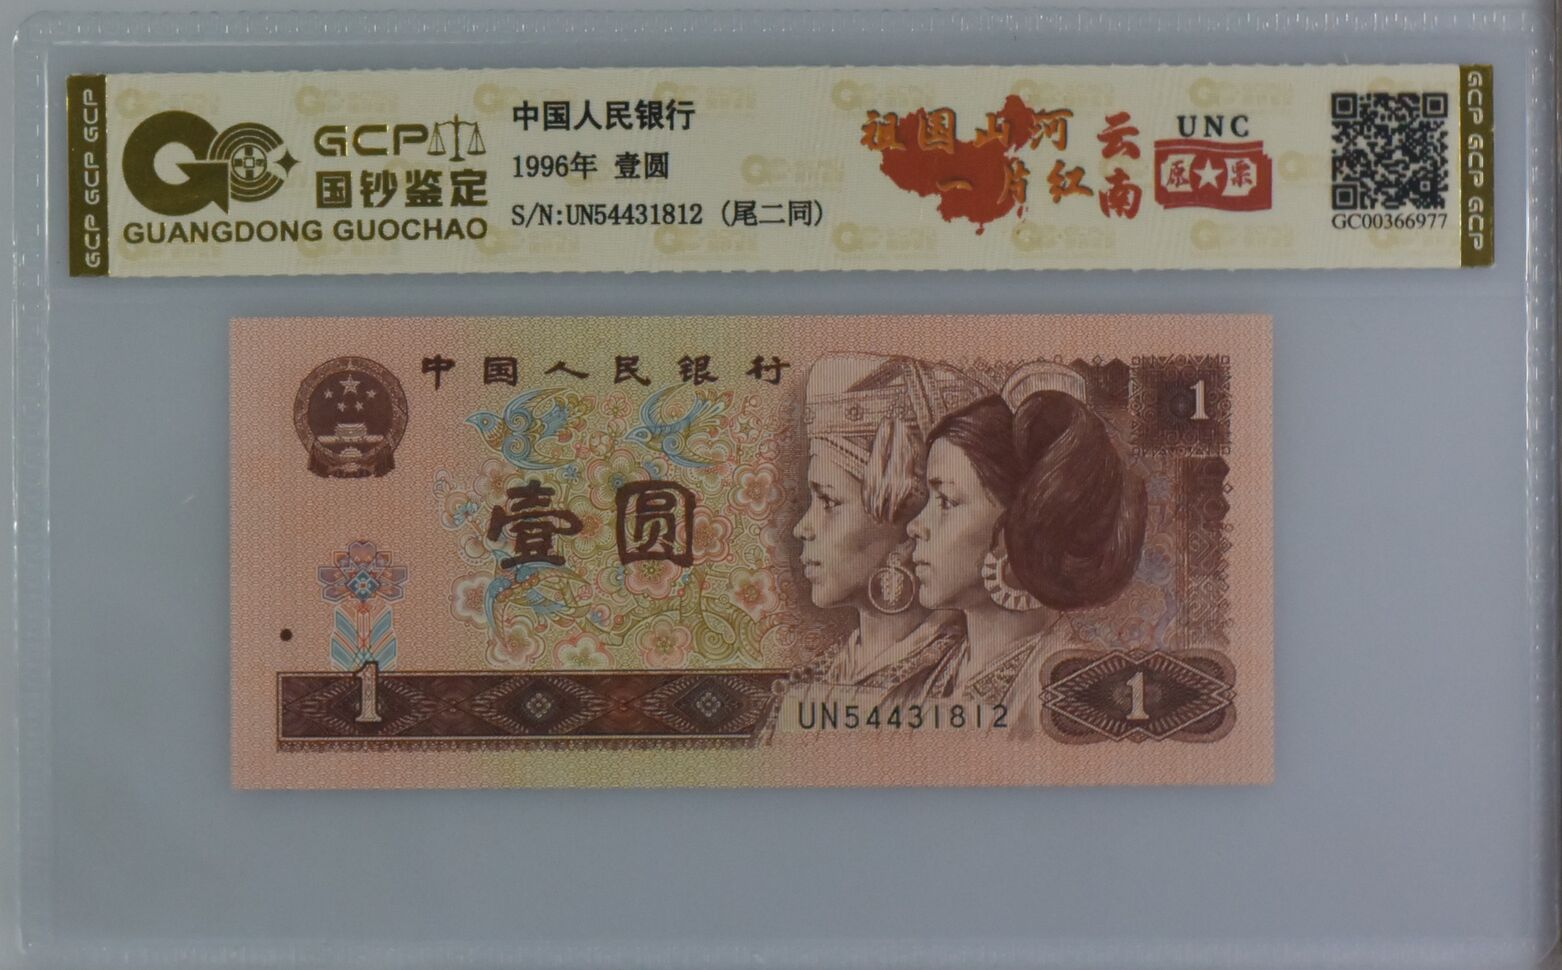 GCP GCP GCP
GCP
国钞鉴定
GUANGDONG GUOCHAO
中国人民银行
1996年 壹圆
S/N:UN54431812 (尾二同)
祖国山河
一片红
云南
UNC
原★票
GC00366977
GCP GCP GCP
中国人民银行
1
壹圆
1
UN54431812
1